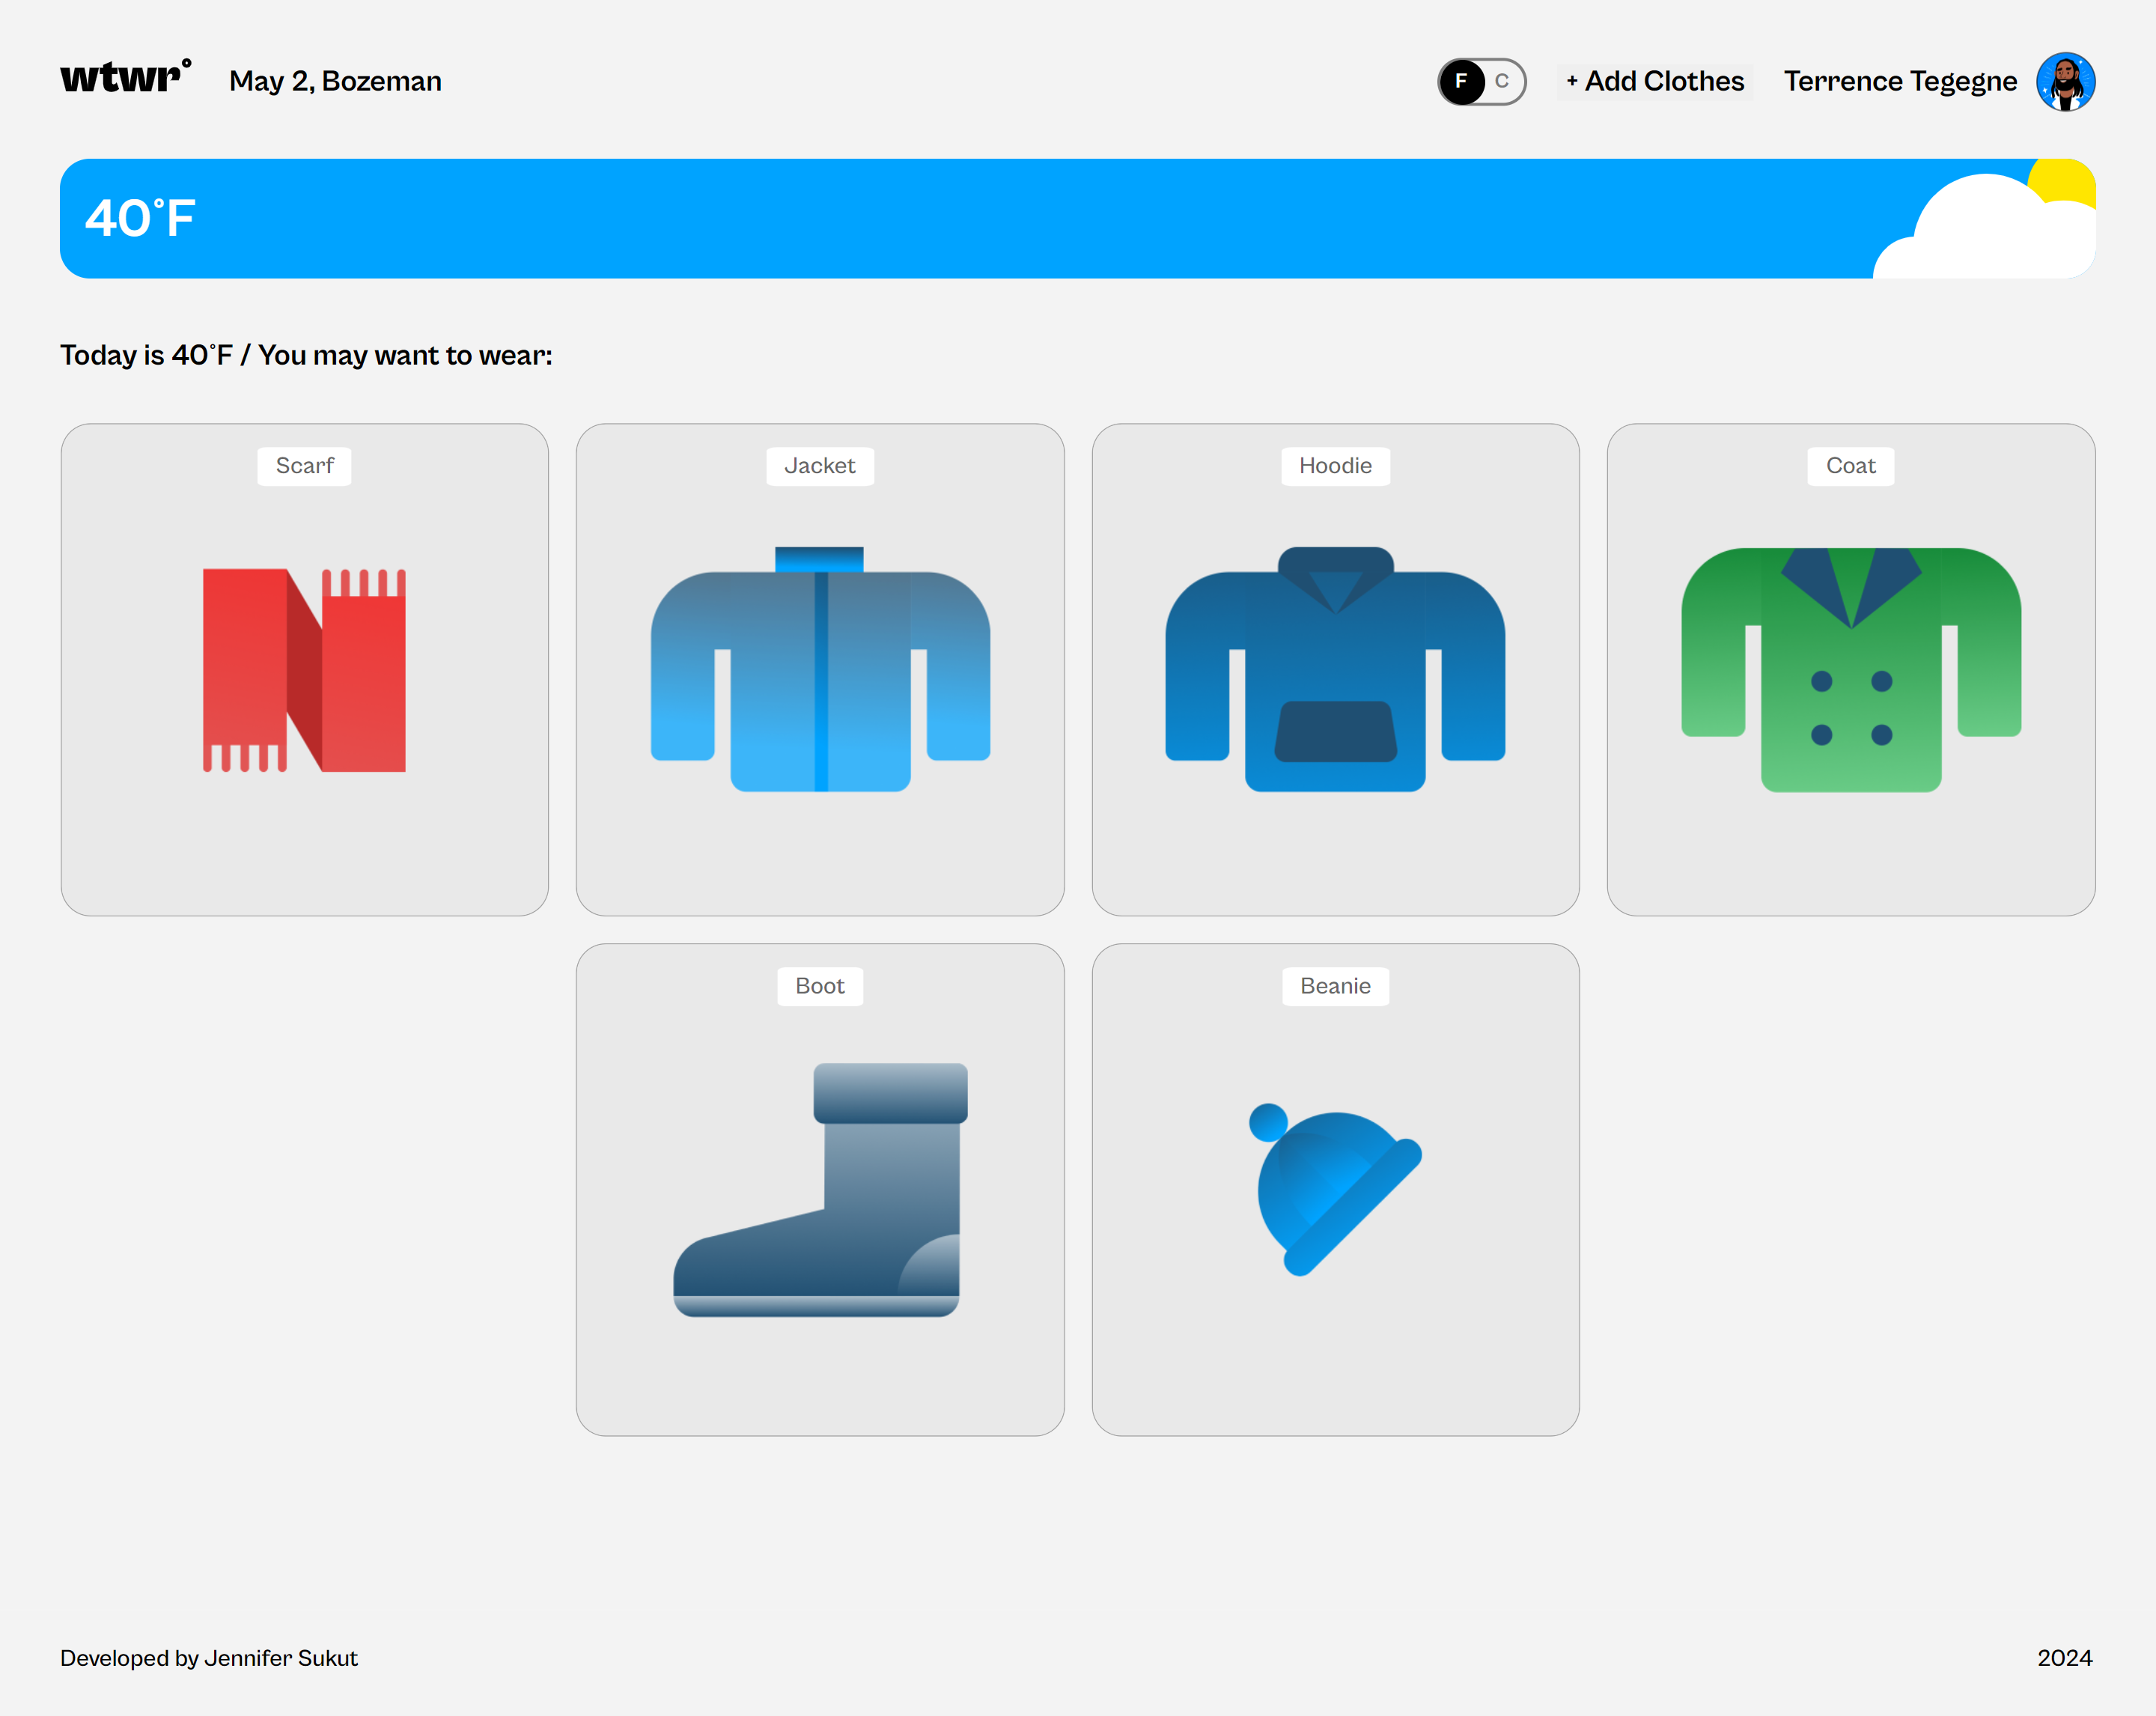 wtwr°
May 2, Bozeman
F C
+ Add Clothes
Terrence Tegegne
40°F
Today is 40°F / You may want to wear:
Scarf
Jacket
Hoodie
Coat
Boot
Beanie
Developed by Jennifer Sukut
2024